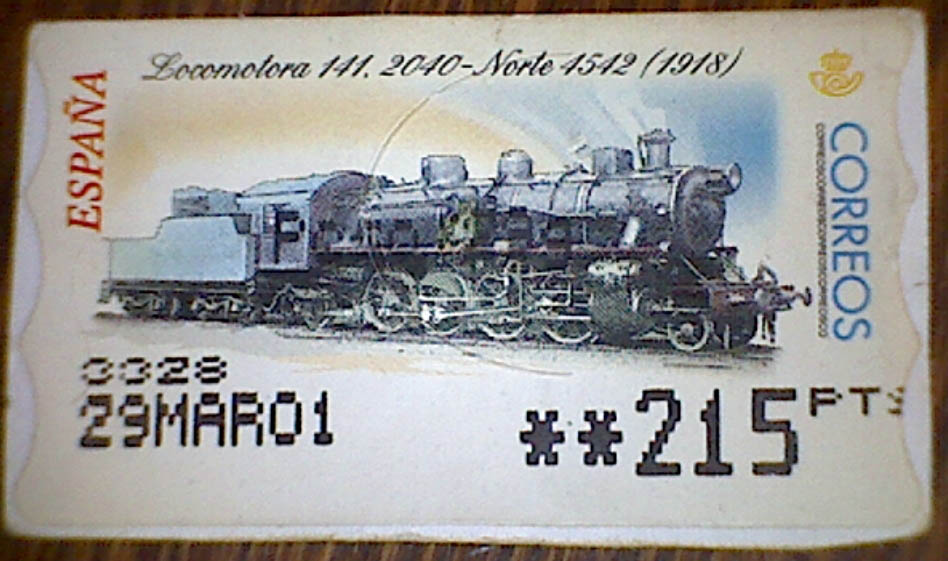 Locomotora 141. 2040-Norte 4542 (1918)
ESPAÑA
CORREOS
0328
29MAR01
**215 PTS